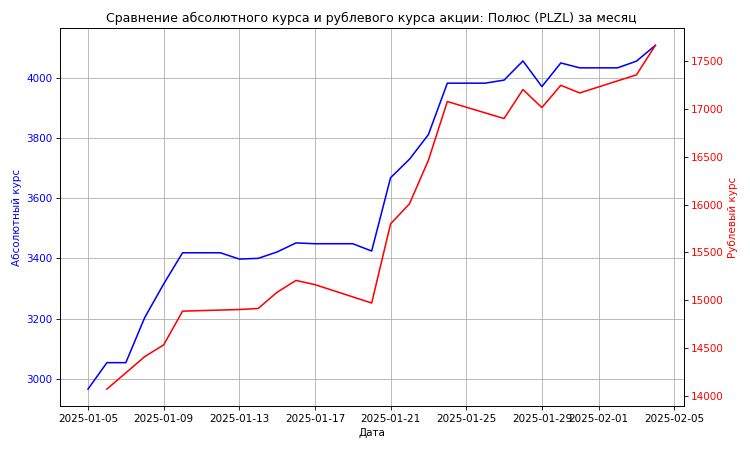 Сравнение абсолютного курса и рублевого курса акции: Полюс (PLZL) за месяц
Абсолютный курс
4000
3800
3600
3400
3200
3000
17500
17000
16500
16000
15500
15000
14500
14000
Рублевый курс
2025-01-05 2025-01-09 2025-01-13 2025-01-17 2025-01-21 2025-01-25 2025-01-29 2025-02-01 2025-02-05
Дата